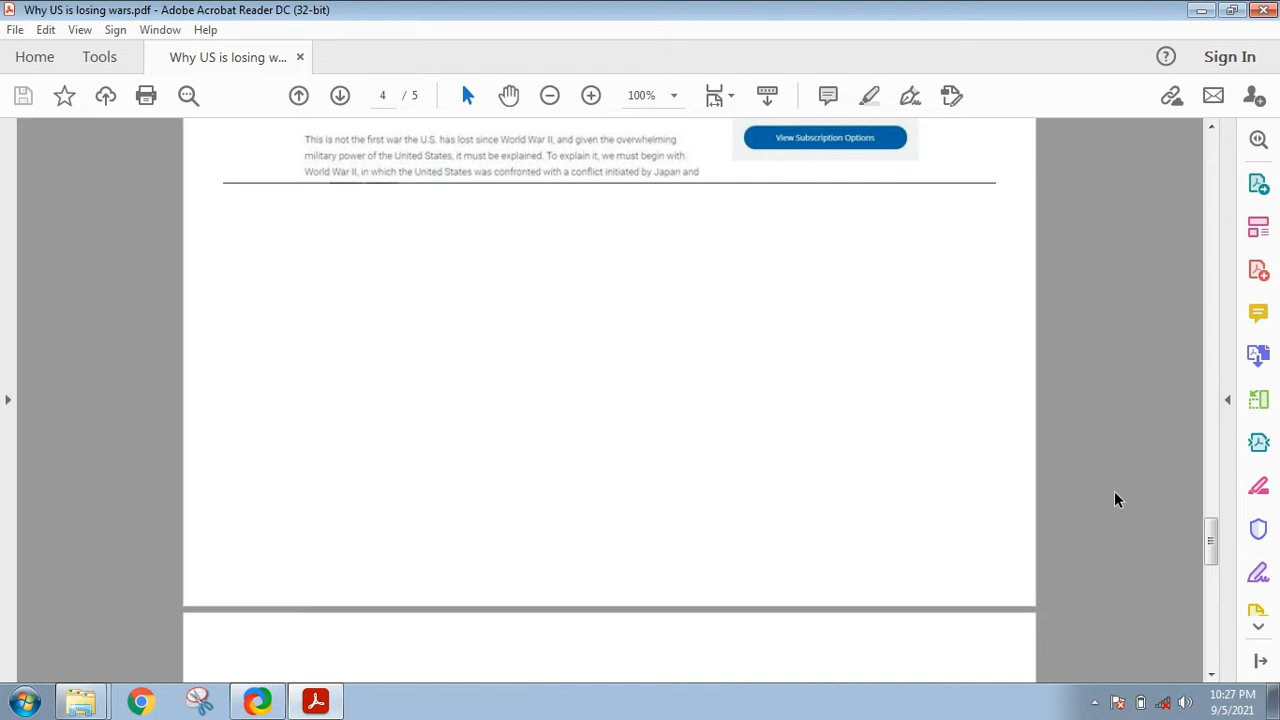 Why US is losing wars.pdf - Adobe Acrobat Reader DC (32-bit)
File Edit View Sign Window Help
Home Tools Why US is losing w... × Sign In
4 / 5 100%
View Subscription Options
This is not the first war the U.S. has lost since World War II, and given the overwhelming
military power of the United States, it must be explained. To explain it, we must begin with
World War II, in which the United States was confronted with a conflict initiated by Japan and
10:27 PM
9/5/2021